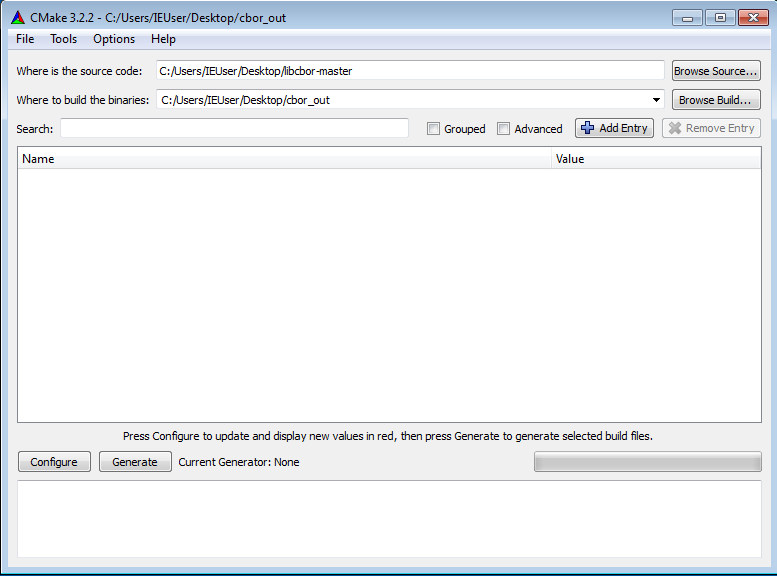 CMake 3.2.2 - C:/Users/IEUser/Desktop/cbor_out
File Tools Options Help
Where is the source code: C:/Users/IEUser/Desktop/libcbor-master Browse Source...
Where to build the binaries: C:/Users/IEUser/Desktop/cbor_out Browse Build...
Search: Grouped Advanced Add Entry Remove Entry
Name Value
Press Configure to update and display new values in red, then press Generate to generate selected build files.
Configure Generate Current Generator: None